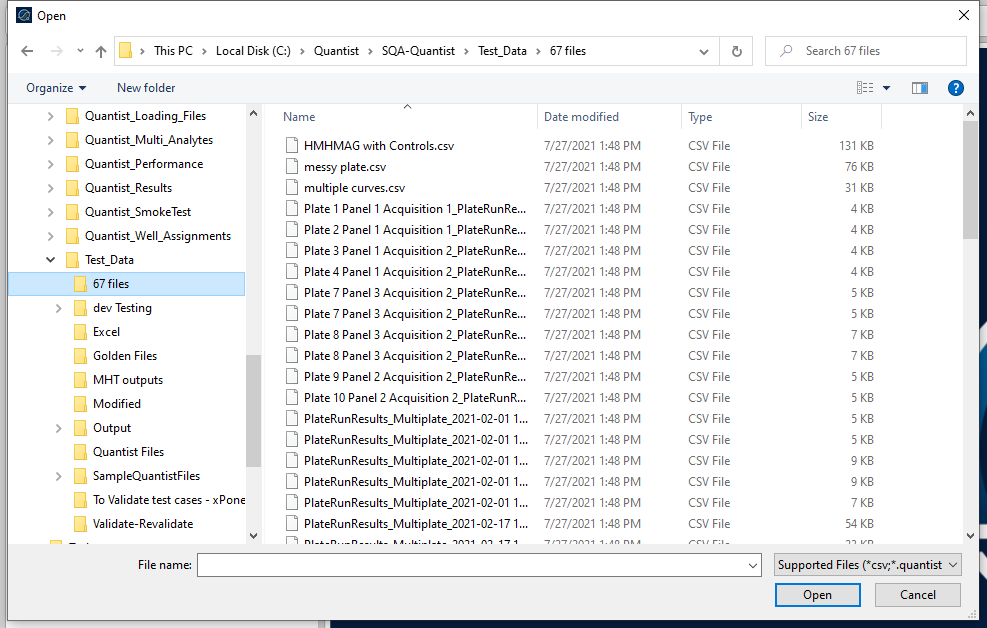 Open
This PC > Local Disk (C:) > Quantist > SQA-Quantist > Test_Data > 67 files
Search 67 files
Organize
New folder
Quantist_Loading_Files
Quantist_Multi_Analytes
Quantist_Performance
Quantist_Results
Quantist_SmokeTest
Quantist_Well_Assignments
Test_Data
67 files
dev Testing
Excel
Golden Files
MHT outputs
Modified
Output
Quantist Files
SampleQuantistFiles
To Validate test cases - xPone
Validate-Revalidate
Name Date modified Type Size
HMHMAG with Controls.csv 7/27/2021 1:48 PM CSV File 131 KB
messy plate.csv 7/27/2021 1:48 PM CSV File 76 KB
multiple curves.csv 7/27/2021 1:48 PM CSV File 31 KB
Plate 1 Panel 1 Acquisition 1_PlateRunRe... 7/27/2021 1:48 PM CSV File 4 KB
Plate 2 Panel 1 Acquisition 1_PlateRunRe... 7/27/2021 1:48 PM CSV File 4 KB
Plate 3 Panel 1 Acquisition 2_PlateRunRe... 7/27/2021 1:48 PM CSV File 4 KB
Plate 4 Panel 1 Acquisition 2_PlateRunRe... 7/27/2021 1:48 PM CSV File 4 KB
Plate 7 Panel 3 Acquisition 2_PlateRunRe... 7/27/2021 1:48 PM CSV File 5 KB
Plate 7 Panel 3 Acquisition 2_PlateRunRe... 7/27/2021 1:48 PM CSV File 5 KB
Plate 8 Panel 3 Acquisition 2_PlateRunRe... 7/27/2021 1:48 PM CSV File 7 KB
Plate 8 Panel 3 Acquisition 2_PlateRunRe... 7/27/2021 1:48 PM CSV File 7 KB
Plate 9 Panel 2 Acquisition 2_PlateRunRe... 7/27/2021 1:48 PM CSV File 5 KB
Plate 10 Panel 2 Acquisition 2_PlateRunR... 7/27/2021 1:48 PM CSV File 5 KB
PlateRunResults_Multiplate_2021-02-01 1... 7/27/2021 1:48 PM CSV File 5 KB
PlateRunResults_Multiplate_2021-02-01 1... 7/27/2021 1:48 PM CSV File 5 KB
PlateRunResults_Multiplate_2021-02-01 1... 7/27/2021 1:48 PM CSV File 9 KB
PlateRunResults_Multiplate_2021-02-01 1... 7/27/2021 1:48 PM CSV File 9 KB
PlateRunResults_Multiplate_2021-02-01 1... 7/27/2021 1:48 PM CSV File 7 KB
PlateRunResults_Multiplate_2021-02-17 1... 7/27/2021 1:48 PM CSV File 54 KB
PlateRunResults_Multiplate_2021-02-17 1... 7/27/2021 1:48 PM CSV File
File name:
Supported Files (*csv;*.quantist
Open
Cancel